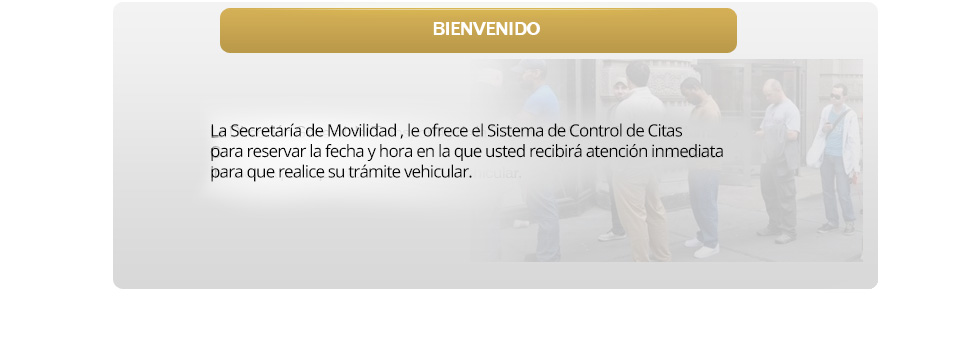 BIENVENIDO
La Secretaría de Movilidad , le ofrece el Sistema de Control de Citas
para reservar la fecha y hora en la que usted recibirá atención inmediata
para que realice su trámite vehicular.